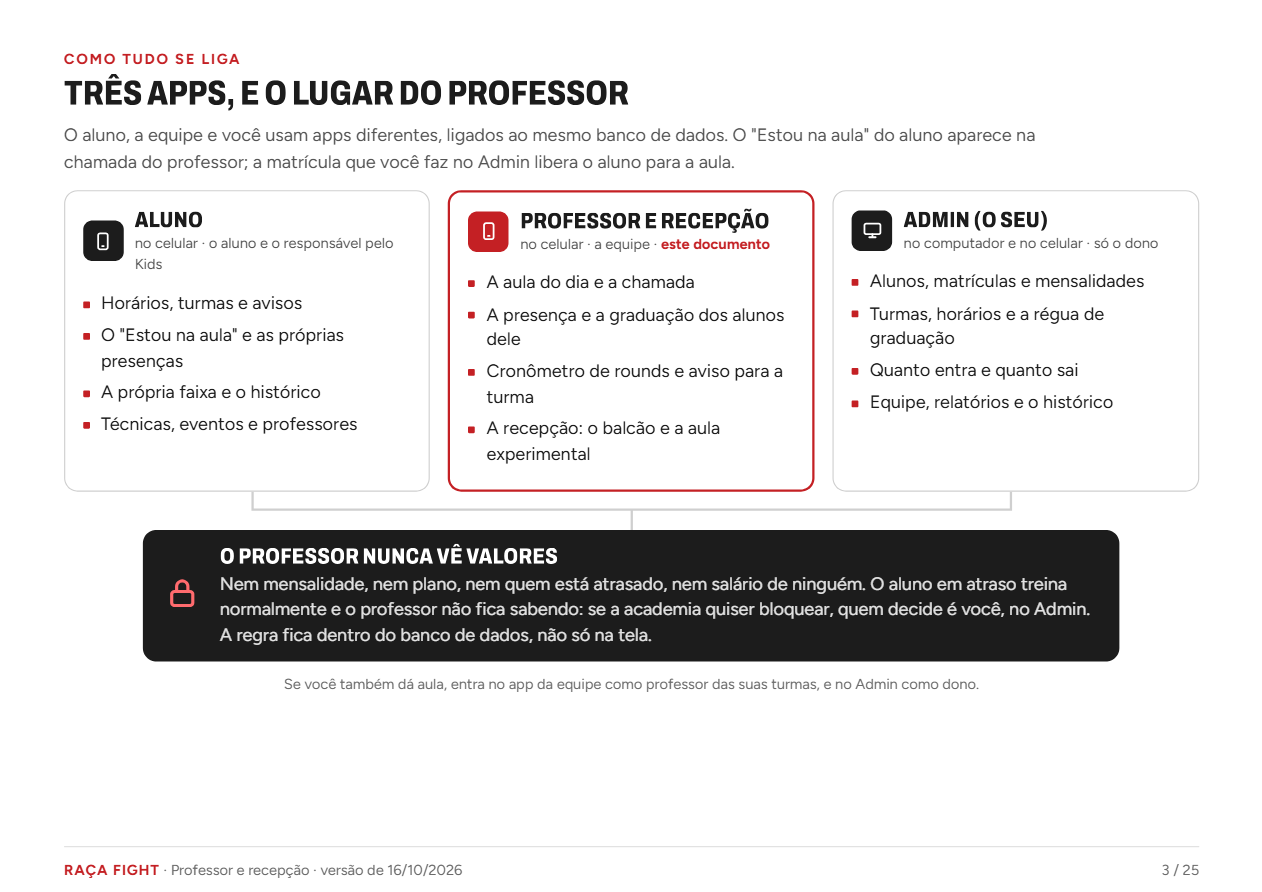 COMO TUDO SE LIGA
TRÊS APPS, E O LUGAR DO PROFESSOR
O aluno, a equipe e você usam apps diferentes, ligados ao mesmo banco de dados. O "Estou na aula" do aluno aparece na
chamada do professor; a matrícula que você faz no Admin libera o aluno para a aula.
ALUNO
no celular · o aluno e o responsável pelo
Kids
Horários, turmas e avisos
O "Estou na aula" e as próprias
presenças
A própria faixa e o histórico
Técnicas, eventos e professores
PROFESSOR E RECEPÇÃO
no celular · a equipe · este documento
A aula do dia e a chamada
A presença e a graduação dos alunos
dele
Cronômetro de rounds e aviso para a
turma
A recepção: o balcão e a aula
experimental
ADMIN (O SEU)
no computador e no celular · só o dono
Alunos, matrículas e mensalidades
Turmas, horários e a régua de
graduação
Quanto entra e quanto sai
Equipe, relatórios e o histórico
O PROFESSOR NUNCA VÊ VALORES
Nem mensalidade, nem plano, nem quem está atrasado, nem salário de ninguém. O aluno em atraso treina
normalmente e o professor não fica sabendo: se a academia quiser bloquear, quem decide é você, no Admin.
A regra fica dentro do banco de dados, não só na tela.
Se você também dá aula, entra no app da equipe como professor das suas turmas, e no Admin como dono.
RAÇA FIGHT · Professor e recepção · versão de 16/10/2026
3 / 25